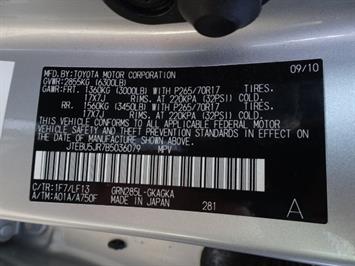 MFD.BY:TOYOTA MOTOR CORPORATION 09/10
GVWR:2855KG (6300LB)
GAWR:FRT. 1360KG (3000LB) WITH P265/70R17 TIRES.
17X7J RIMS. AT 220KPA (32PSI) COLD.
RR. 1560KG (3450LB) WITH P265/70R17 TIRES.
17X7J RIMS. AT 220KPA (32PSI) COLD.
THIS VEHICLE CONFORMS TO ALL APPLICABLE FEDERAL MOTOR
VEHICLE SAFETY AND BUMPER STANDARDS IN EFFECT ON THE
DATE OF MANUFACTURE SHOWN ABOVE.
JTEBU5JR7B5036079 MPV
C/TR:1F7/LF13 GRN285L-GKAGKA
A/TM:A01A/A750F MADE IN JAPAN 281 A